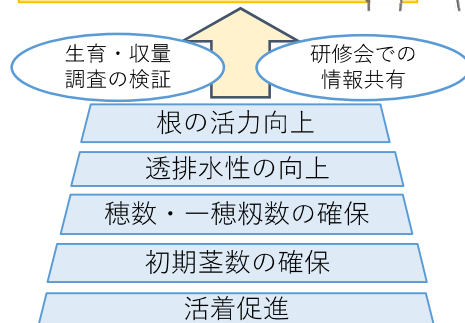 生育・収量
調査の検証
研修会での
情報共有
根の活力向上
透排水性の向上
穂数・一穂籾数の確保
初期茎数の確保
活着促進